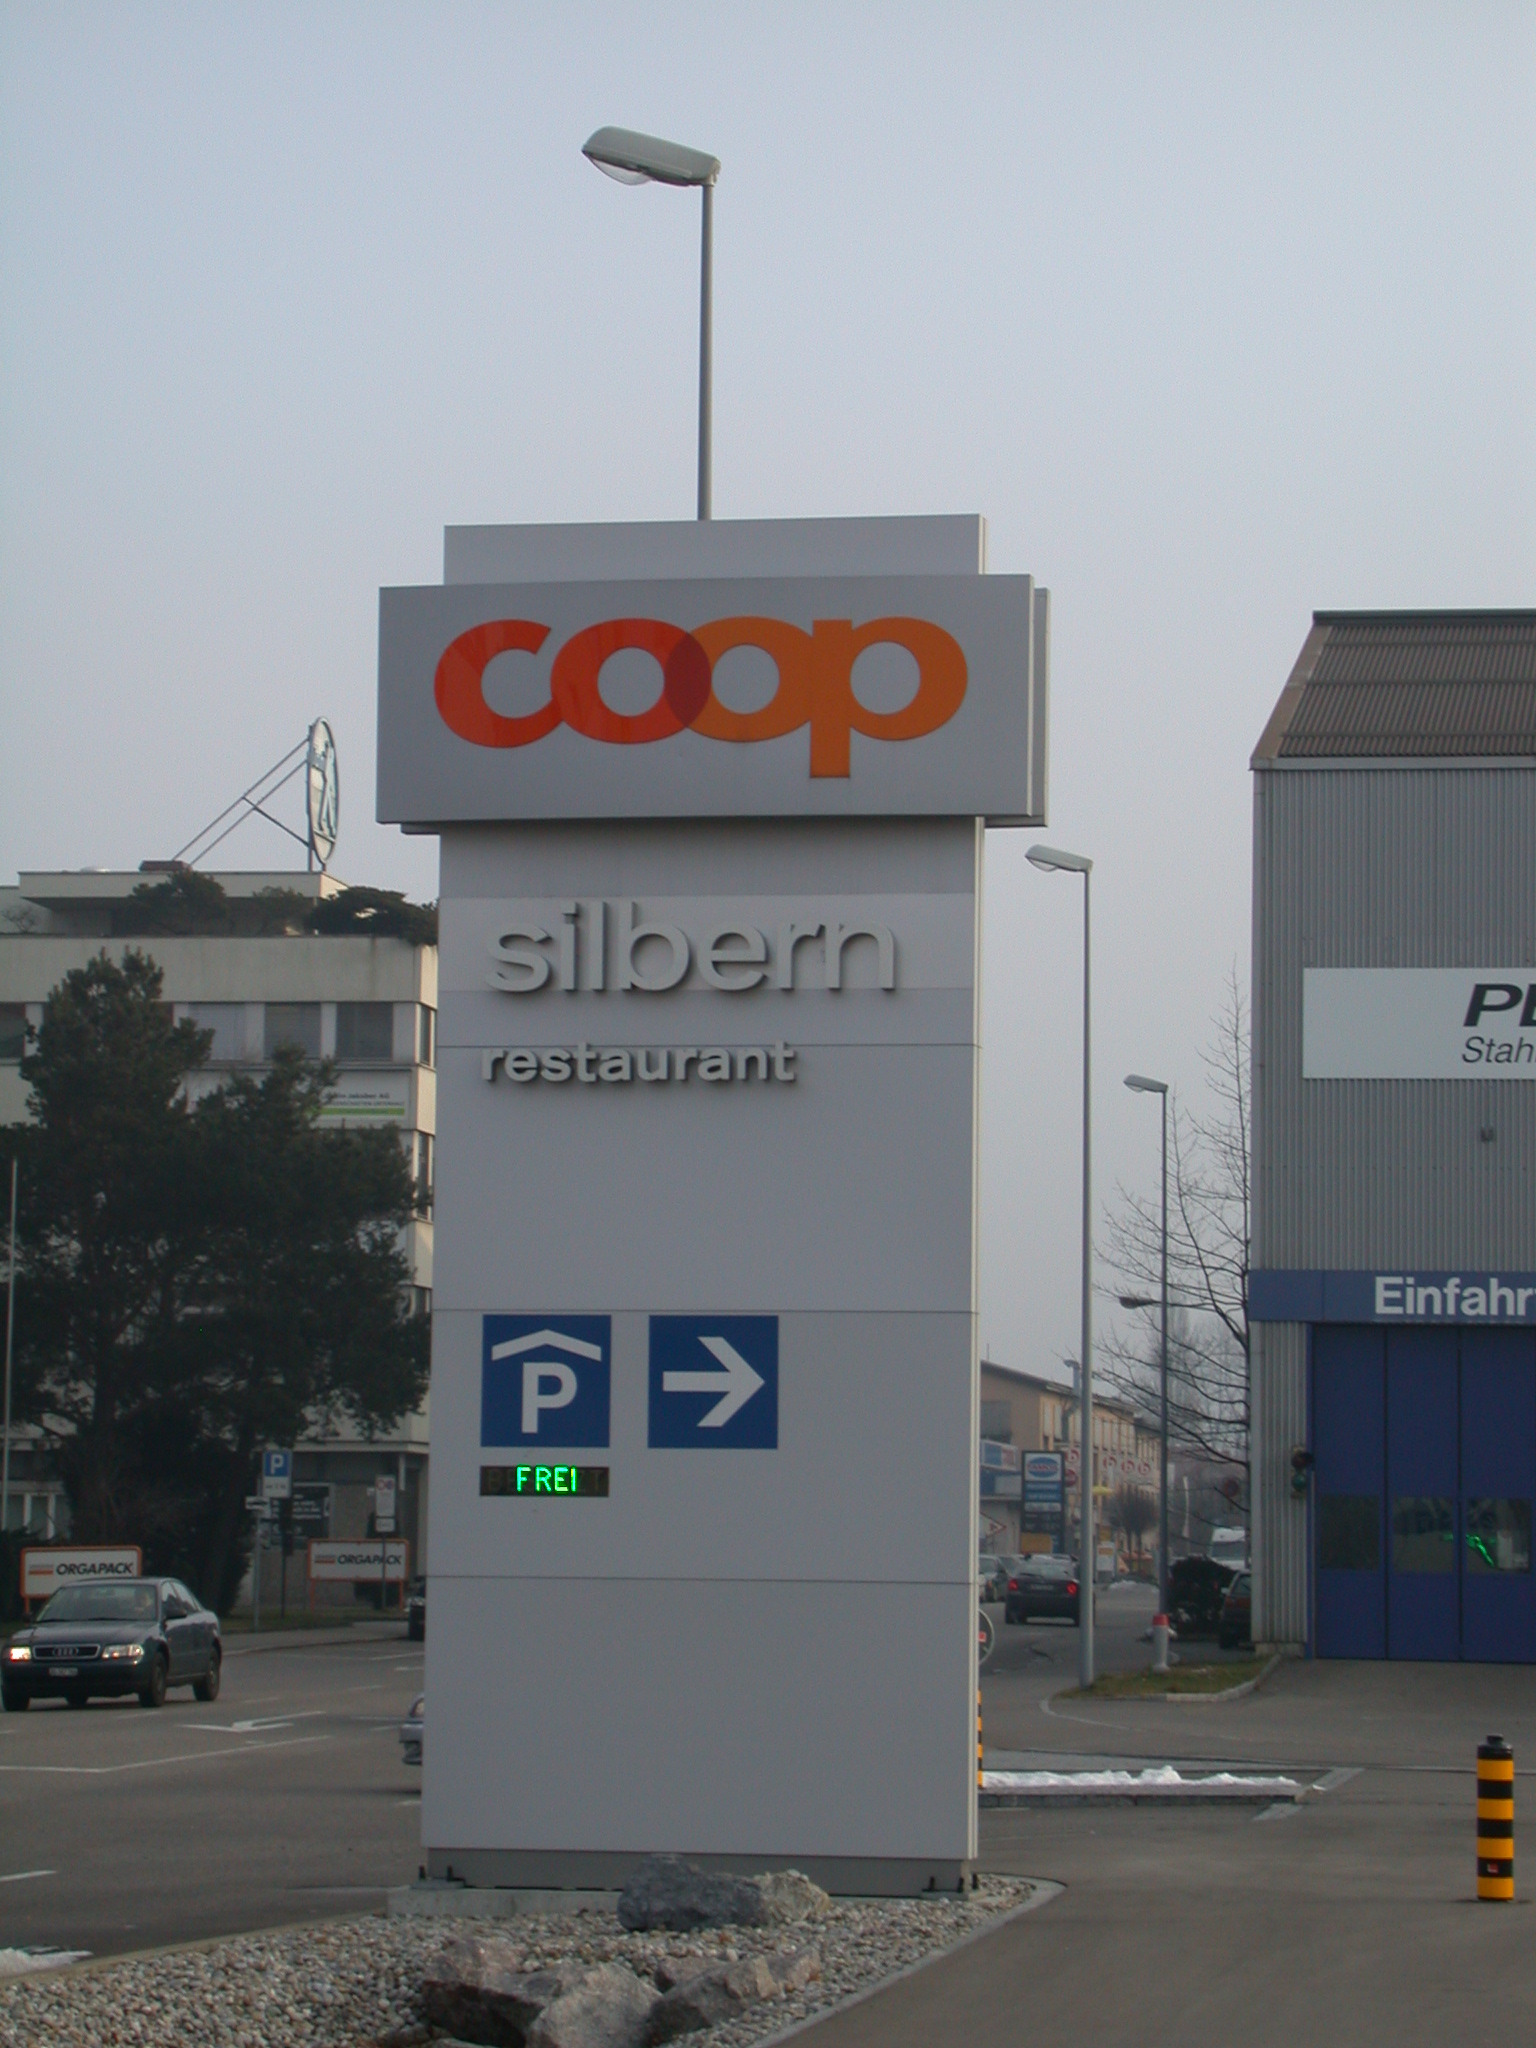 coop
silbern
restaurant
P
FREI
P
ORGAPACK
ORGAPACK
Stah
Einfahr